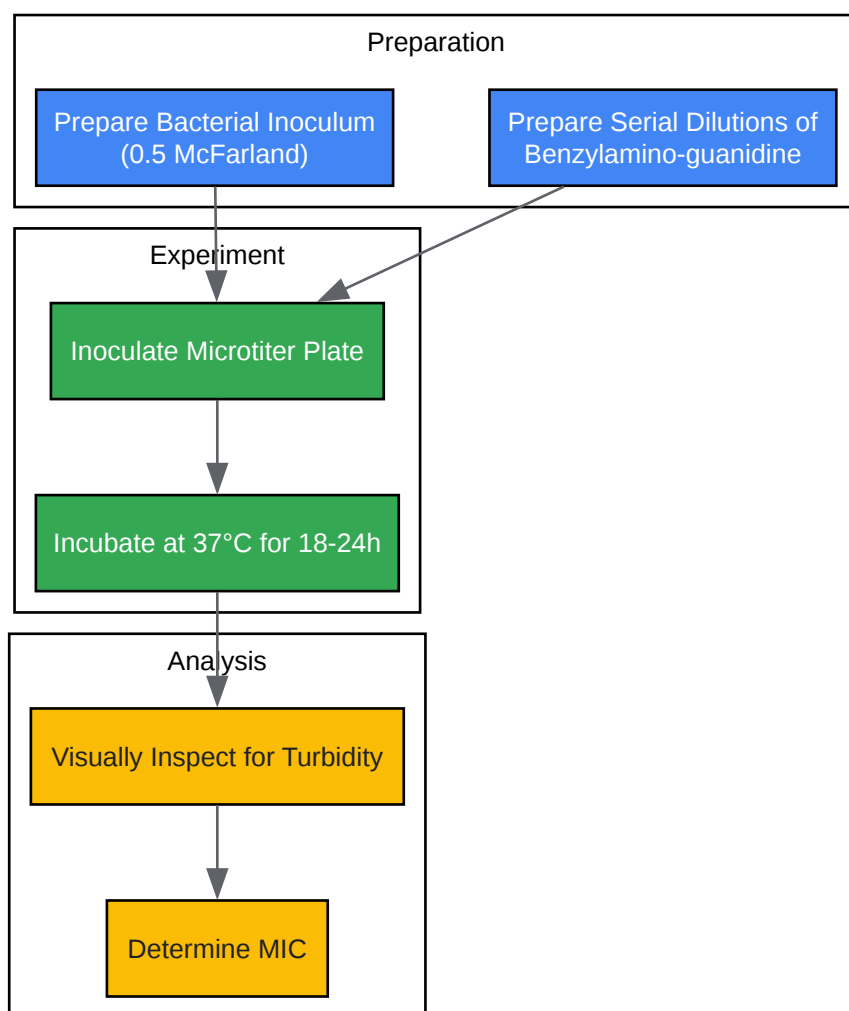 Preparation
Prepare Bacterial Inoculum
(0.5 McFarland)
Prepare Serial Dilutions of
Benzylamino-guanidine
Experiment
Inoculate Microtiter Plate
Incubate at 37°C for 18-24h
Analysis
Visually Inspect for Turbidity
Determine MIC